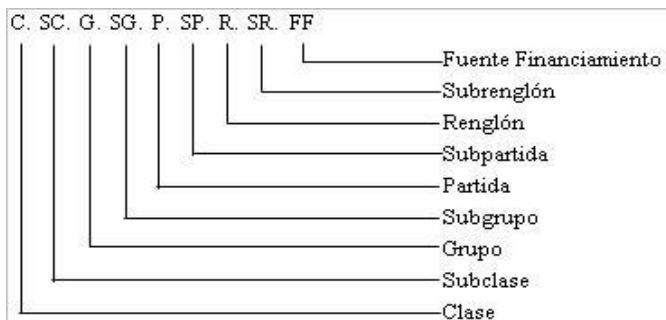 C. SC. G. SG. P. SP. R. SR. FF
Fuente Financiamiento
Subrenglón
Renglón
Subpartida
Partida
Subgrupo
Grupo
Subclase
Clase